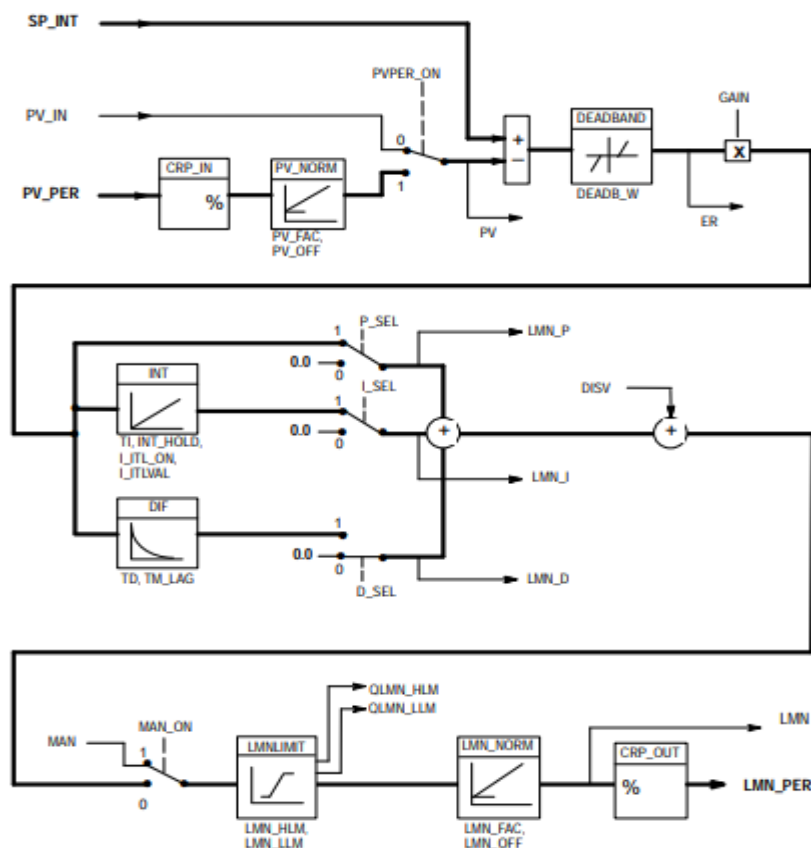 SP_INT
PVPER_ON
GAIN
PV_IN
DEADBAND
0
+
−
X
CRP_IN
PV_NORM
PV_PER
%
1
DEADB_W
PV_FAC,
PV_OFF
PV
ER
P_SEL
1
LMN_P
0.0
0
INT
I_SEL
DISV
1
0.0
0
+
+
TI, INT_HOLD,
I_ITL_ON,
I_ITLVAL
LMN_I
DIF
1
0.0
0
TD, TM_LAG
D_SEL
LMN_D
QLMN_HLM
QLMN_LLM
MAN_ON
MAN
LMN
1
LMNLIMIT
LMN_NORM
CRP_OUT
%
LMN_PER
0
LMN_HLM,
LMN_LLM
LMN_FAC,
LMN_OFF